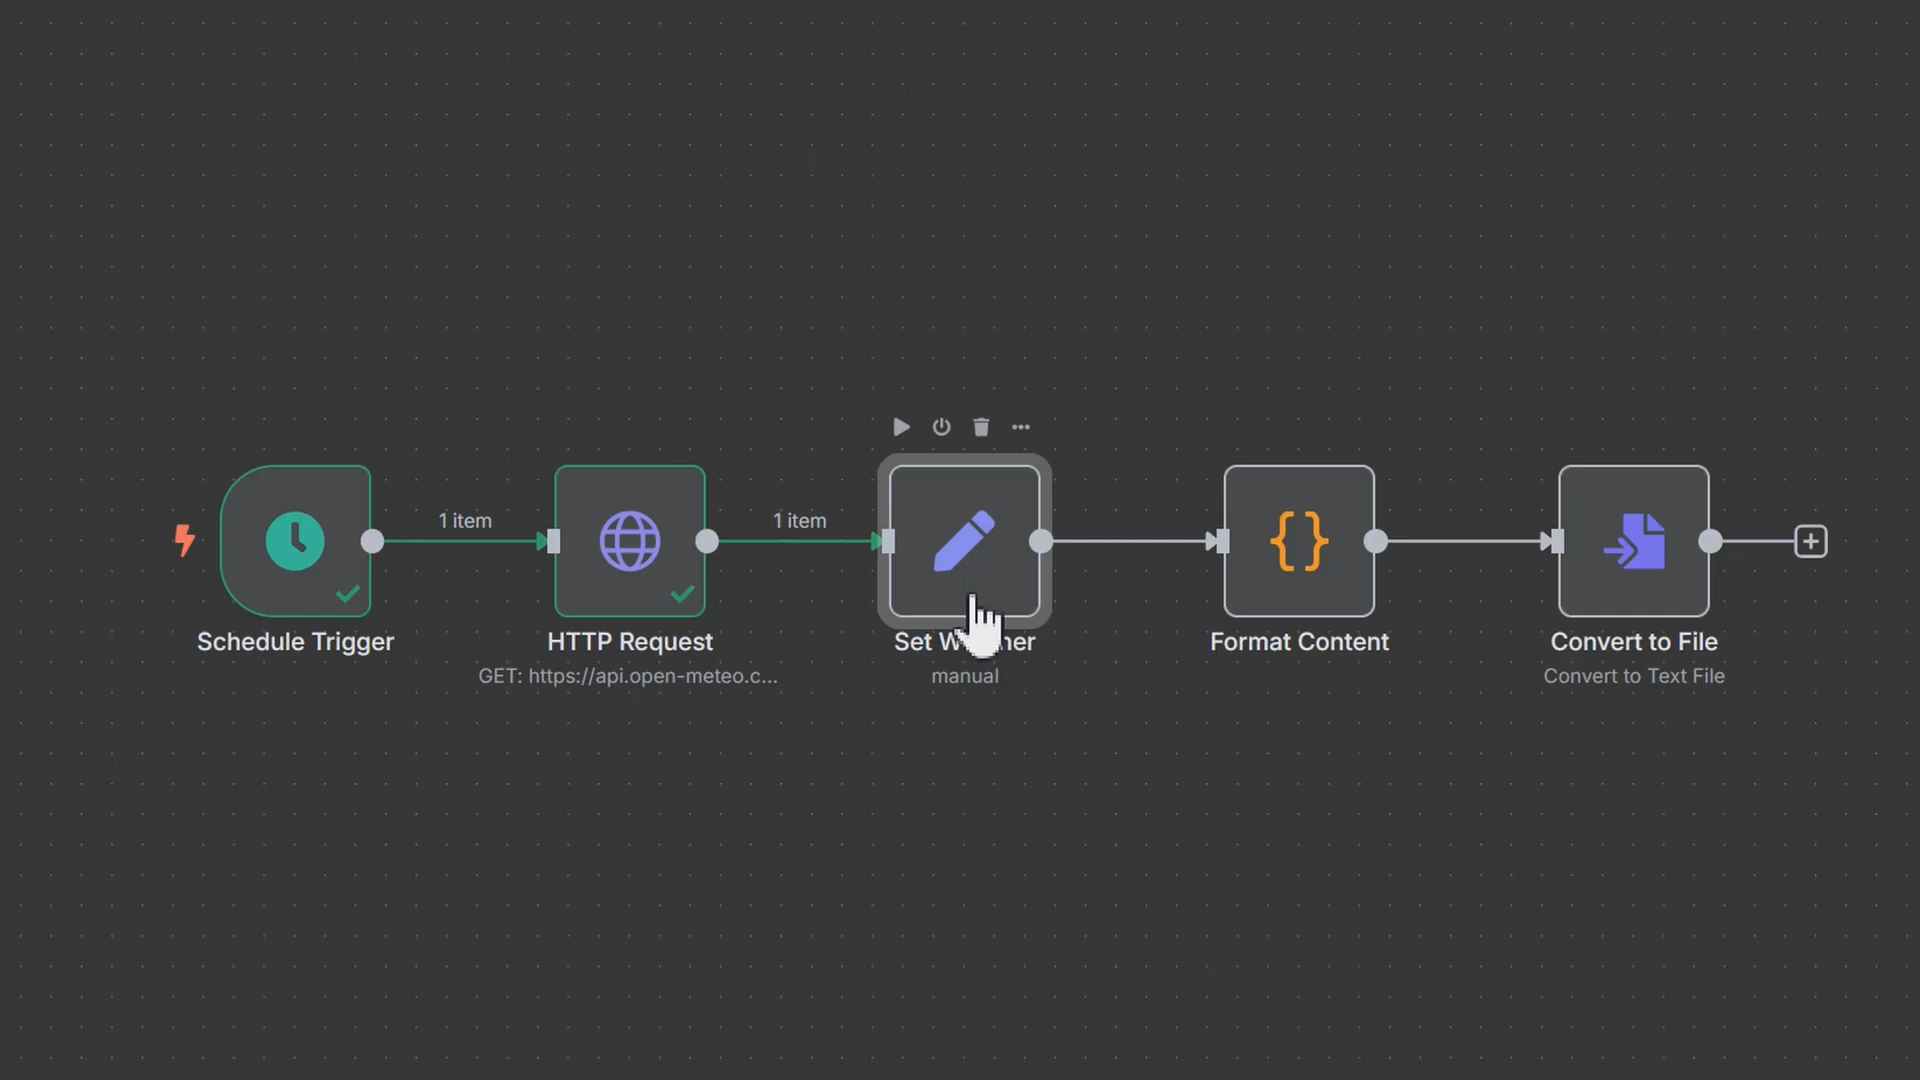 1 item
1 item
Schedule Trigger
HTTP Request
GET: https://api.open-meteo.c...
Set
manual
Format Content
Convert to File
Convert to Text File